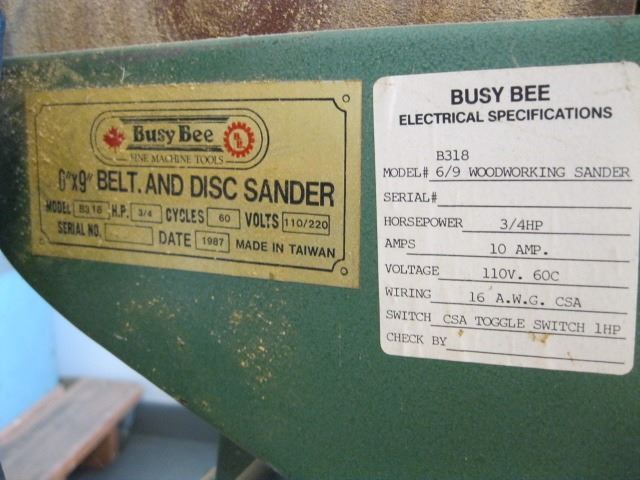 Busy Bee
B.B.
FINE MACHINE TOOLS
6"x9" BELT. AND DISC SANDER
MODEL B318 H.P. 3/4 CYCLES 60 VOLTS 110/220
SERIAL NO. DATE 1987 MADE IN TAIWAN
BUSY BEE
ELECTRICAL SPECIFICATIONS
B318
MODEL# 6/9 WOODWORKING SANDER
SERIAL#
HORSEPOWER 3/4HP
AMPS 10 AMP.
VOLTAGE 110V. 60C
WIRING 16 A.W.G. CSA
SWITCH CSA TOGGLE SWITCH 1HP
CHECK BY